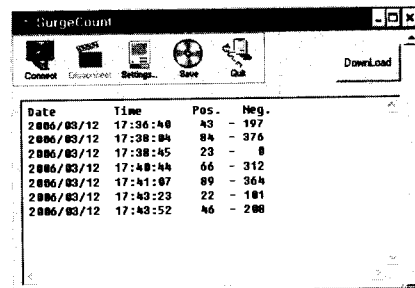 SurgeCount
Connect Disconnect Settings... Save Quit
DownLoad
Date Time Pos. Neg.
2006/03/12 17:36:40 43 - 197
2006/03/12 17:38:04 84 - 376
2006/03/12 17:38:45 23 - 0
2006/03/12 17:40:44 66 - 312
2006/03/12 17:41:07 89 - 364
2006/03/12 17:43:23 22 - 101
2006/03/12 17:43:52 46 - 208